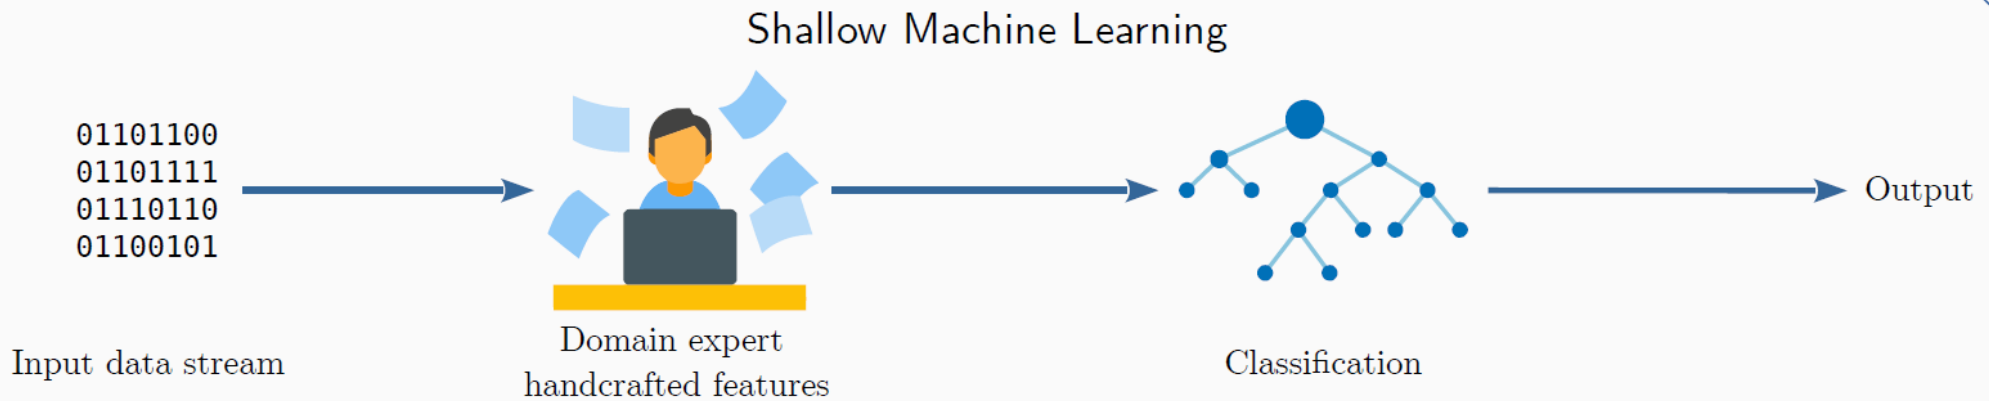 Shallow Machine Learning
01101100
01101111
01110110
01100101
Output
Input data stream
Domain expert
handcrafted features
Classification